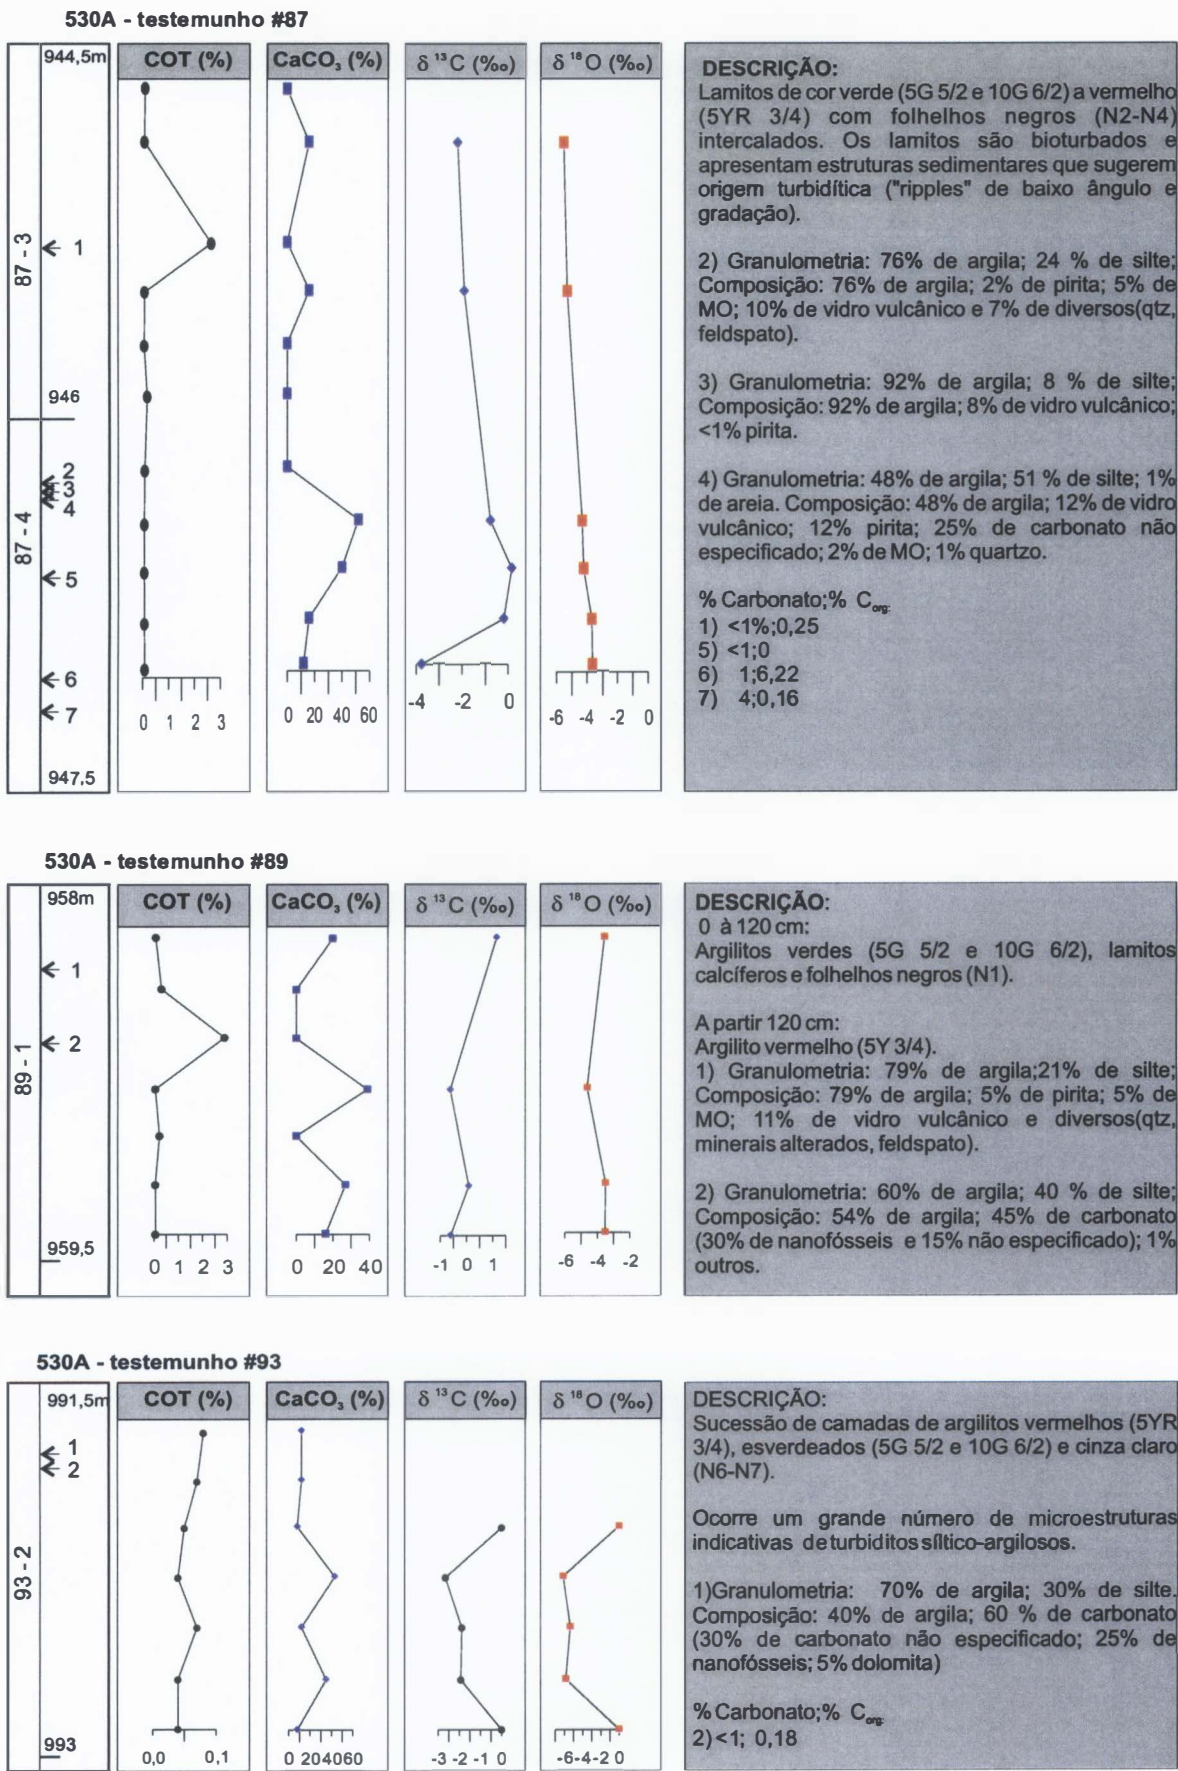 530A - testemunho #87
944,5m
COT (%)
CaCO₃ (%)
δ ¹³C (‰)
δ ¹⁸O (‰)
87 - 3
1
946
87 - 4
2
3
4
5
6
7
947,5
0 1 2 3
0 20 40 60
-4 -2 0
-6 -4 -2 0
DESCRIÇÃO:
Lamitos de cor verde (5G 5/2 e 10G 6/2) a vermelho
(5YR 3/4) com folhelhos negros (N2-N4)
intercalados. Os lamitos são bioturbados e
apresentam estruturas sedimentares que sugerem
origem turbidítica ("ripples" de baixo ângulo e
gradação).
2) Granulometria: 76% de argila; 24 % de silte;
Composição: 76% de argila; 2% de pirita; 5% de
MO; 10% de vidro vulcânico e 7% de diversos(qtz,
feldspato).
3) Granulometria: 92% de argila; 8 % de silte;
Composição: 92% de argila; 8% de vidro vulcânico;
<1% pirita.
4) Granulometria: 48% de argila; 51 % de silte; 1%
de areia. Composição: 48% de argila; 12% de vidro
vulcânico; 12% pirita; 25% de carbonato não
especificado; 2% de MO; 1% quartzo.
% Carbonato;% C org.
1) <1%;0,25
5) <1;0
6) 1;6,22
7) 4;0,16
530A - testemunho #89
958m
COT (%)
CaCO₃ (%)
δ ¹³C (‰)
δ ¹⁸O (‰)
1
89 - 1
2
959,5
0 1 2 3
0 20 40
-1 0 1
-6 -4 -2
DESCRIÇÃO:
0 à 120 cm:
Argilitos verdes (5G 5/2 e 10G 6/2), lamitos
calcíferos e folhelhos negros (N1).
A partir 120 cm:
Argilito vermelho (5Y 3/4).
1) Granulometria: 79% de argila;21% de silte;
Composição: 79% de argila; 5% de pirita; 5% de
MO; 11% de vidro vulcânico e diversos(qtz,
minerais alterados, feldspato).
2) Granulometria: 60% de argila; 40 % de silte;
Composição: 54% de argila; 45% de carbonato
(30% de nanofósseis e 15% não especificado); 1%
outros.
530A - testemunho #93
991,5m
COT (%)
CaCO₃ (%)
δ ¹³C (‰)
δ ¹⁸O (‰)
1
2
93 - 2
993
0,0 0,1
0 204060
-3 -2 -1 0
-6-4-2 0
DESCRIÇÃO:
Sucessão de camadas de argilitos vermelhos (5YR
3/4), esverdeados (5G 5/2 e 10G 6/2) e cinza claro
(N6-N7).
Ocorre um grande número de microestruturas
indicativas de turbiditos síltico-argilosos.
1)Granulometria: 70% de argila; 30% de silte.
Composição: 40% de argila; 60 % de carbonato
(30% de carbonato não especificado; 25% de
nanofósseis; 5% dolomita)
% Carbonato;% C org.
2)<1; 0,18